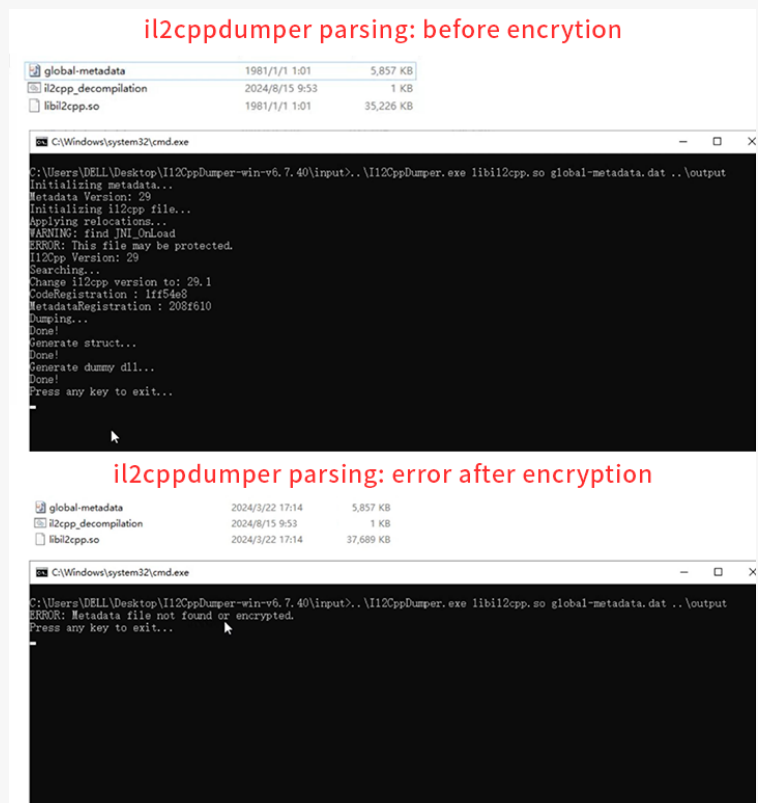 il2cppdumper parsing: before encrytion
global-metadata 1981/1/1 1:01 5,857 KB
il2cpp_decompilation 2024/8/15 9:53 1 KB
libil2cpp.so 1981/1/1 1:01 35,226 KB
C:\Windows\system32\cmd.exe
C:\Users\DELL\Desktop\Il2CppDumper-win-v6.7.40\input>..\Il2CppDumper.exe libil2cpp.so global-metadata.dat ..\output
Initializing metadata...
Metadata Version: 29
Initializing il2cpp file...
Applying relocations...
WARNING: find JNI_OnLoad
ERROR: This file may be protected.
Il2Cpp Version: 29
Searching...
Change il2cpp version to: 29.1
CodeRegistration : 1ff54e8
MetadataRegistration : 208f610
Dumping...
Done!
Generate struct...
Done!
Generate dummy dll...
Done!
Press any key to exit...
il2cppdumper parsing: error after encryption
global-metadata 2024/3/22 17:14 5,857 KB
il2cpp_decompilation 2024/8/15 9:53 1 KB
libil2cpp.so 2024/3/22 17:14 37,689 KB
C:\Windows\system32\cmd.exe
C:\Users\DELL\Desktop\Il2CppDumper-win-v6.7.40\input>..\Il2CppDumper.exe libil2cpp.so global-metadata.dat ..\output
ERROR: Metadata file not found or encrypted.
Press any key to exit...